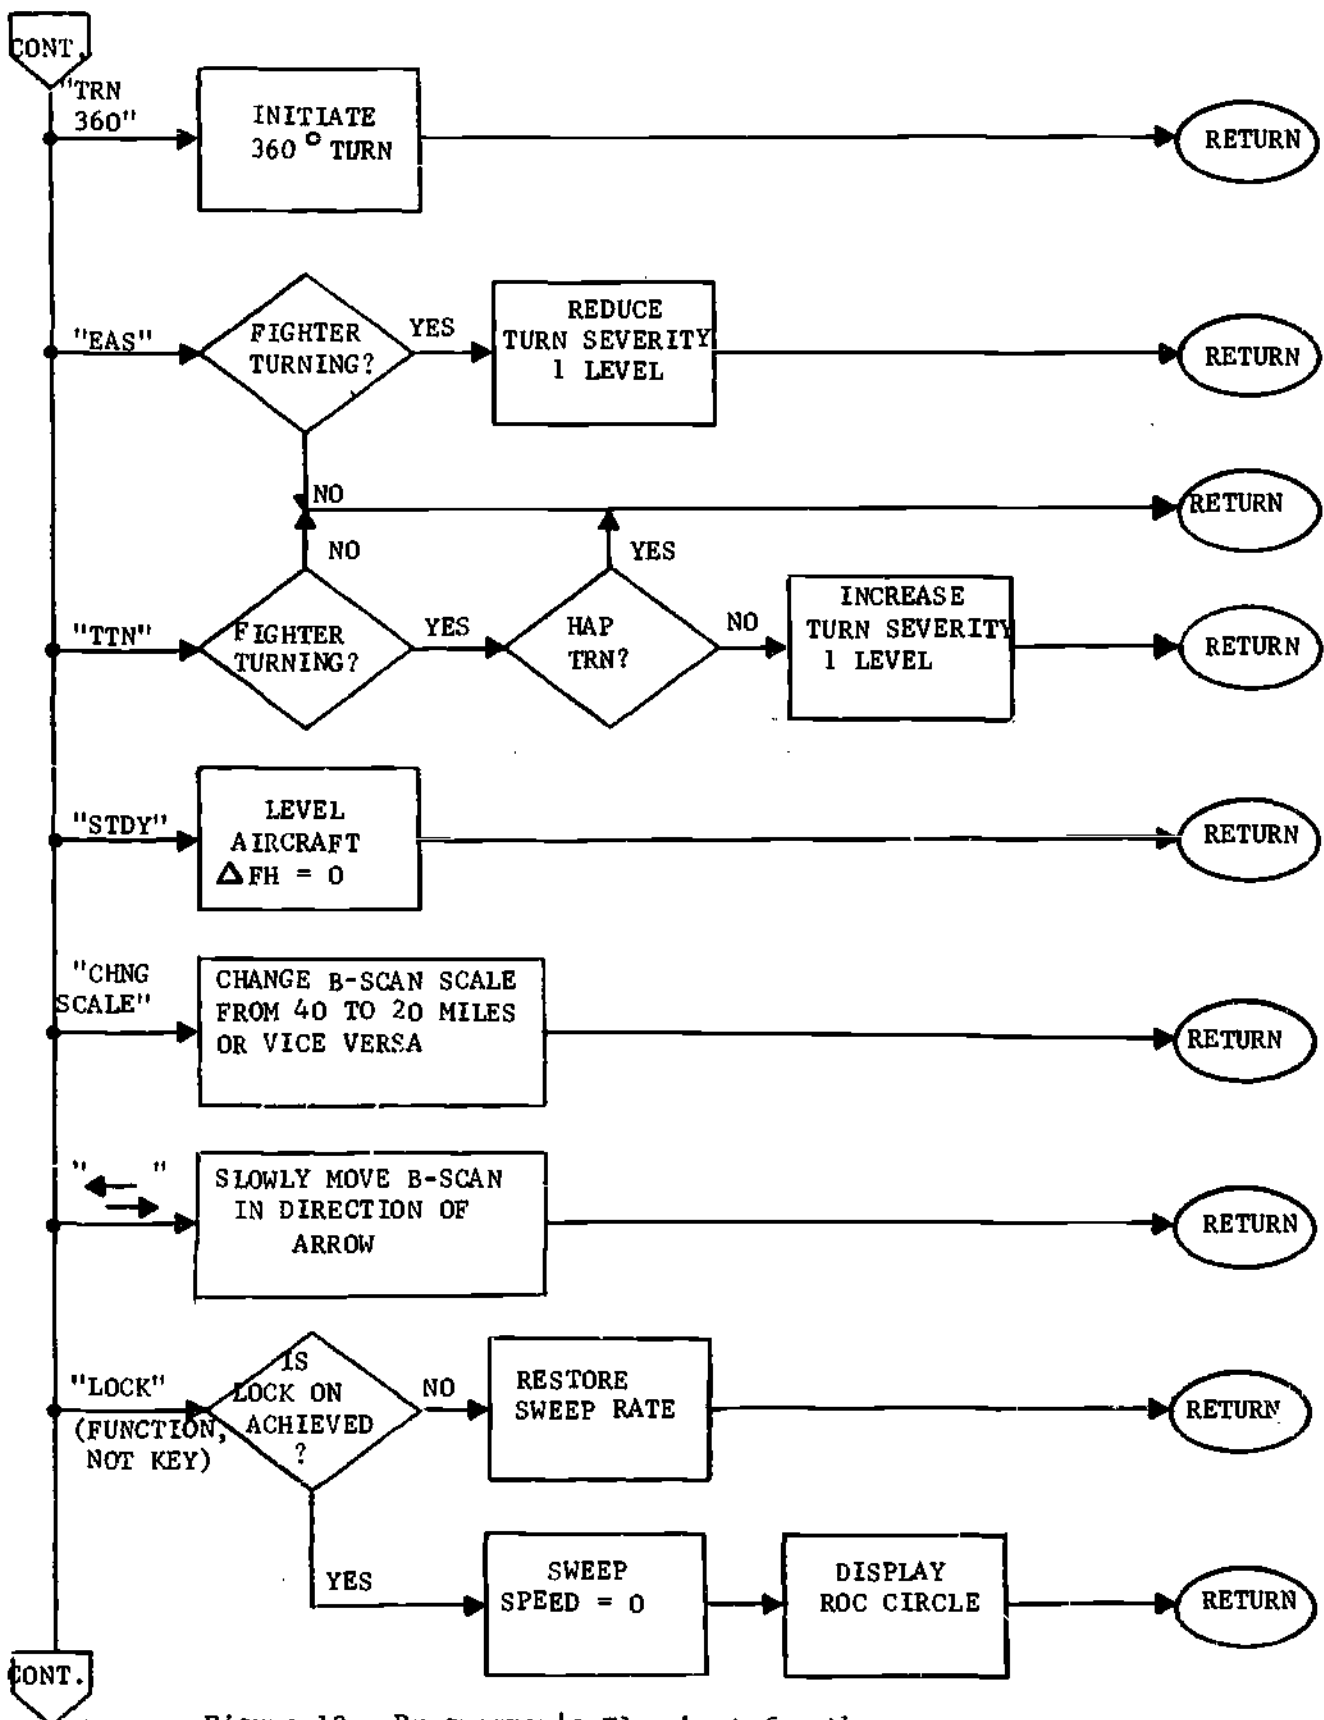 CONT.
"TRN
360"
INITIATE
360° TURN
RETURN
"EAS"
FIGHTER
TURNING?
YES
REDUCE
TURN SEVERITY
1 LEVEL
RETURN
NO
RETURN
NO
YES
"TTN"
FIGHTER
TURNING?
YES
HAP
TRN?
NO
INCREASE
TURN SEVERITY
1 LEVEL
RETURN
"STDY"
LEVEL
AIRCRAFT
△FH = 0
RETURN
"CHNG
SCALE"
CHANGE B-SCAN SCALE
FROM 40 TO 20 MILES
OR VICE VERSA
RETURN
"← →"
SLOWLY MOVE B-SCAN
IN DIRECTION OF
ARROW
RETURN
"LOCK"
(FUNCTION,
NOT KEY)
IS
LOCK ON
ACHIEVED
?
NO
RESTORE
SWEEP RATE
RETURN
YES
SWEEP
SPEED = 0
DISPLAY
ROC CIRCLE
RETURN
CONT.